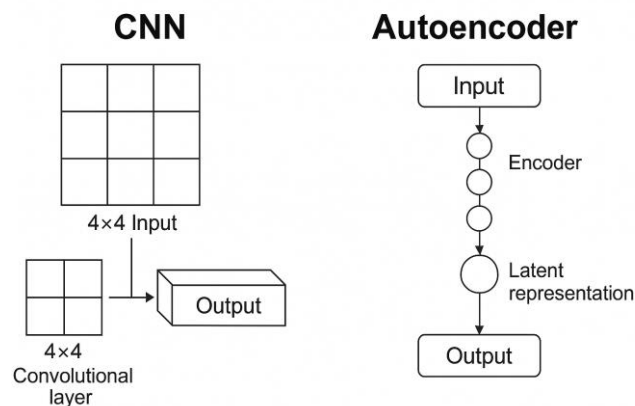 CNN
4×4 Input
Output
4×4
Convolutional
layer
Autoencoder
Input
Encoder
Latent
representation
Output